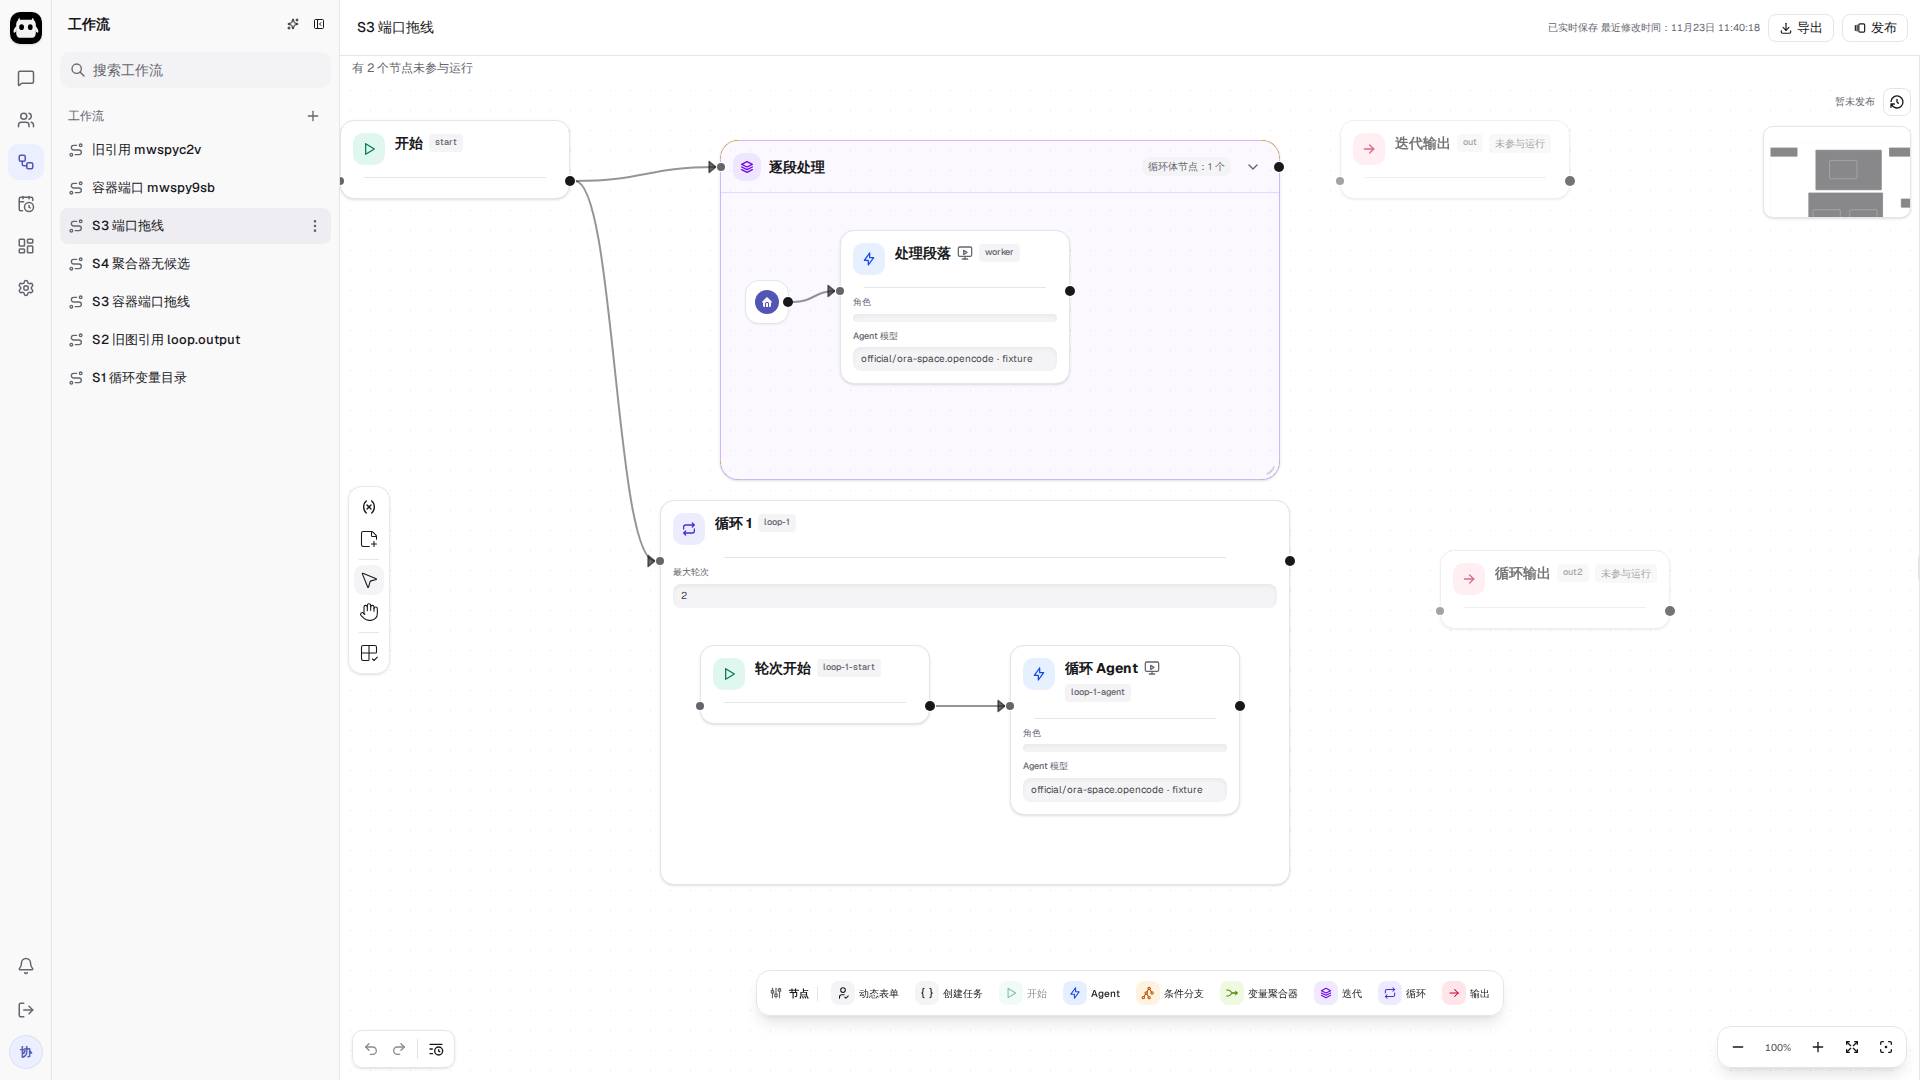 工作流
搜索工作流
工作流
旧引用 mwspyc2v
容器端口 mwspy9sb
S3 端口拖线
S4 聚合器无候选
S3 容器端口拖线
S2 旧图引用 loop.output
S1 循环变量目录
协
S3 端口拖线
已实时保存 最近修改时间：11月23日 11:40:18
导出
发布
有 2 个节点未参与运行
暂未发布
开始 start
逐段处理
循环体节点：1 个
迭代输出 out 未参与运行
处理段落 worker
角色
Agent 模型
official/ora-space.opencode · fixture
循环 1 loop-1
最大轮次
2
循环输出 out2 未参与运行
轮次开始 loop-1-start
循环 Agent
loop-1-agent
角色
Agent 模型
official/ora-space.opencode · fixture
节点 动态表单 创建任务 开始 Agent 条件分支 变量聚合器 迭代 循环 输出
100%